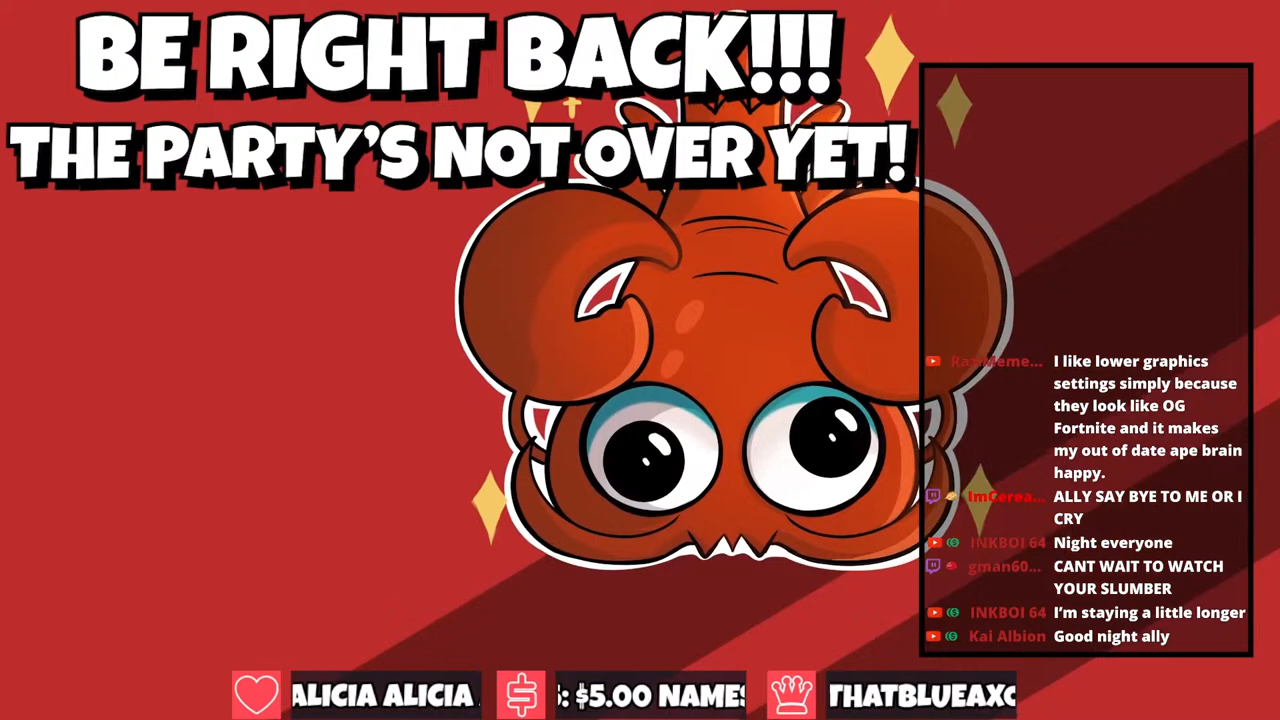 BE RIGHT BACK!!!
THE PARTY'S NOT OVER YET!
I like lower graphics
settings simply because
they look like OG
Fortnite and it makes
my out of date ape brain
happy.
ImCerea... ALLY SAY BYE TO ME OR I
CRY
INKBOI 64 Night everyone
gman60... CANT WAIT TO WATCH
YOUR SLUMBER
INKBOI 64 I'm staying a little longer
Kai Albion Good night ally
ALICIA ALICIA
: $5.00 NAMES
THATBLUEAXO